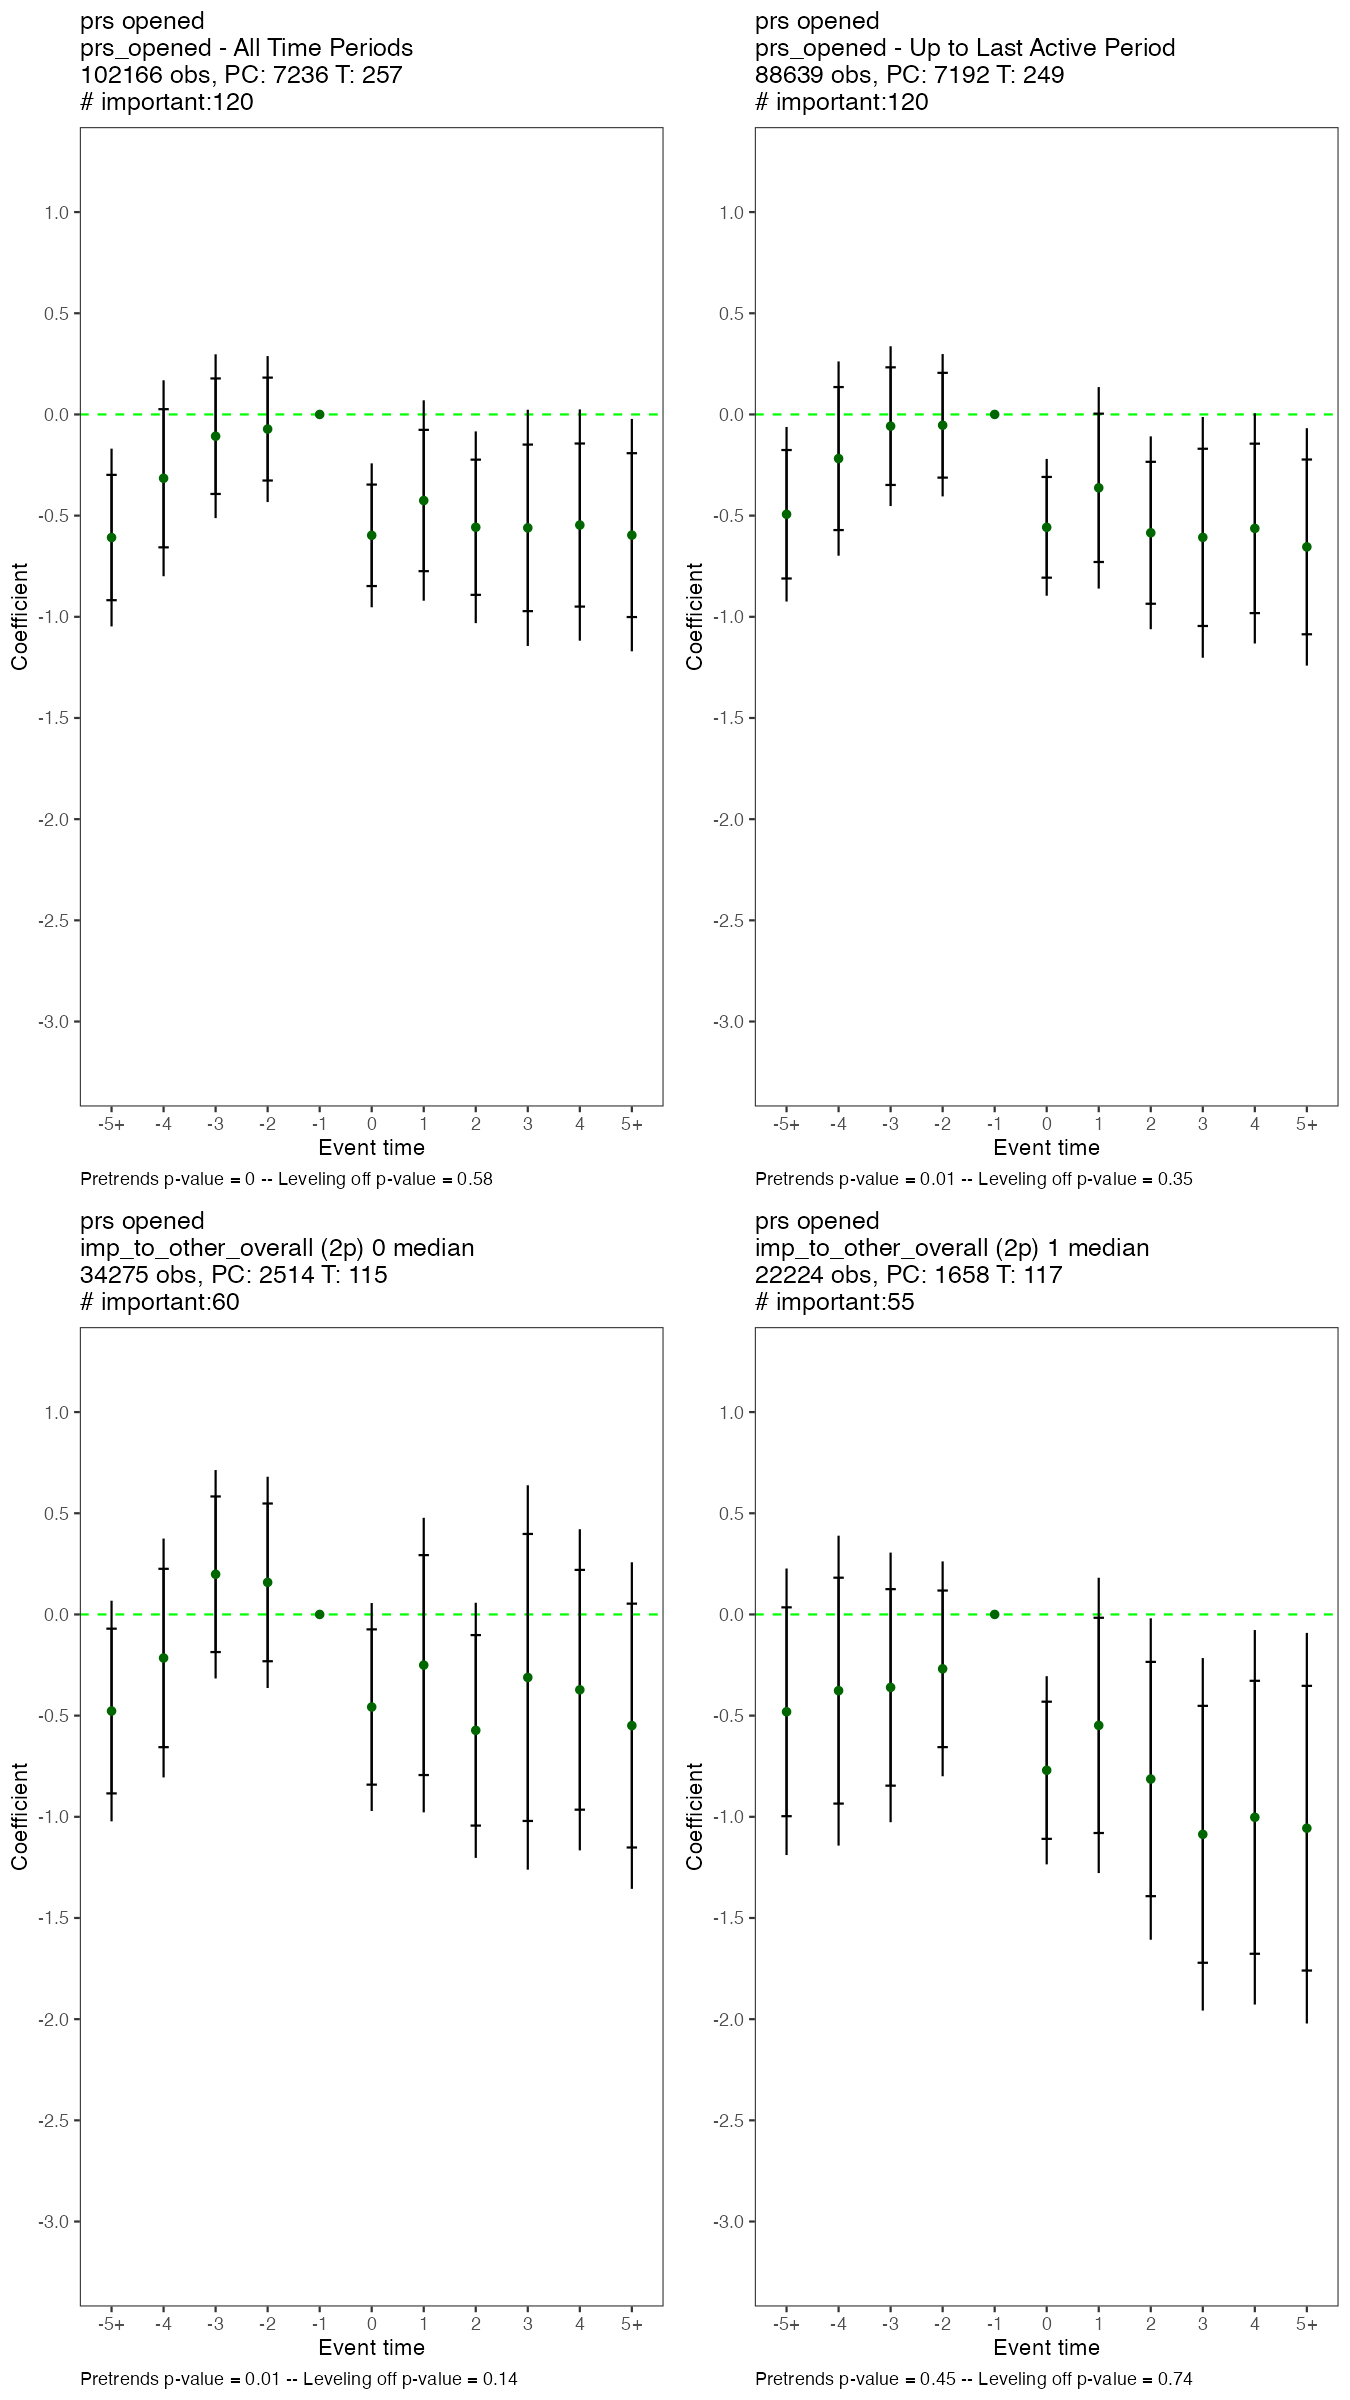 prs opened
prs_opened - All Time Periods
102166 obs, PC: 7236 T: 257
# important:120
1.0
0.5
0.0
-0.5
-1.0
-1.5
-2.0
-2.5
-3.0
Coefficient
-5+ -4 -3 -2 -1 0 1 2 3 4 5+
Event time
Pretrends p-value = 0 -- Leveling off p-value = 0.58
prs opened
prs_opened - Up to Last Active Period
88639 obs, PC: 7192 T: 249
# important:120
1.0
0.5
0.0
-0.5
-1.0
-1.5
-2.0
-2.5
-3.0
Coefficient
-5+ -4 -3 -2 -1 0 1 2 3 4 5+
Event time
Pretrends p-value = 0.01 -- Leveling off p-value = 0.35
prs opened
imp_to_other_overall (2p) 0 median
34275 obs, PC: 2514 T: 115
# important:60
1.0
0.5
0.0
-0.5
-1.0
-1.5
-2.0
-2.5
-3.0
Coefficient
-5+ -4 -3 -2 -1 0 1 2 3 4 5+
Event time
Pretrends p-value = 0.01 -- Leveling off p-value = 0.14
prs opened
imp_to_other_overall (2p) 1 median
22224 obs, PC: 1658 T: 117
# important:55
1.0
0.5
0.0
-0.5
-1.0
-1.5
-2.0
-2.5
-3.0
Coefficient
-5+ -4 -3 -2 -1 0 1 2 3 4 5+
Event time
Pretrends p-value = 0.45 -- Leveling off p-value = 0.74